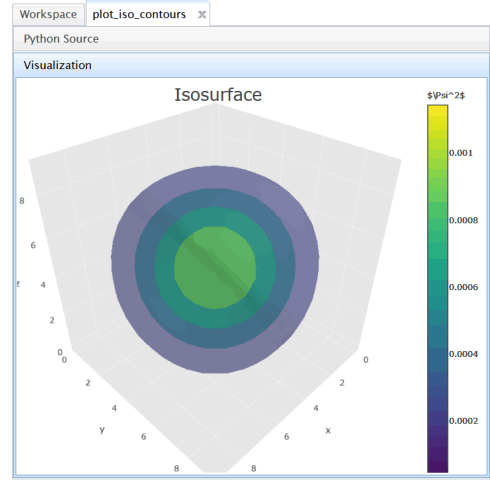 Workspace plot_iso_contours x
Python Source
Visualization
Isosurface
$\Psi^2$
0.001
0.0008
0.0006
0.0004
0.0002
8
6
z 4
2
0
0 0
2 2
4 4
y x
6 6
8 8